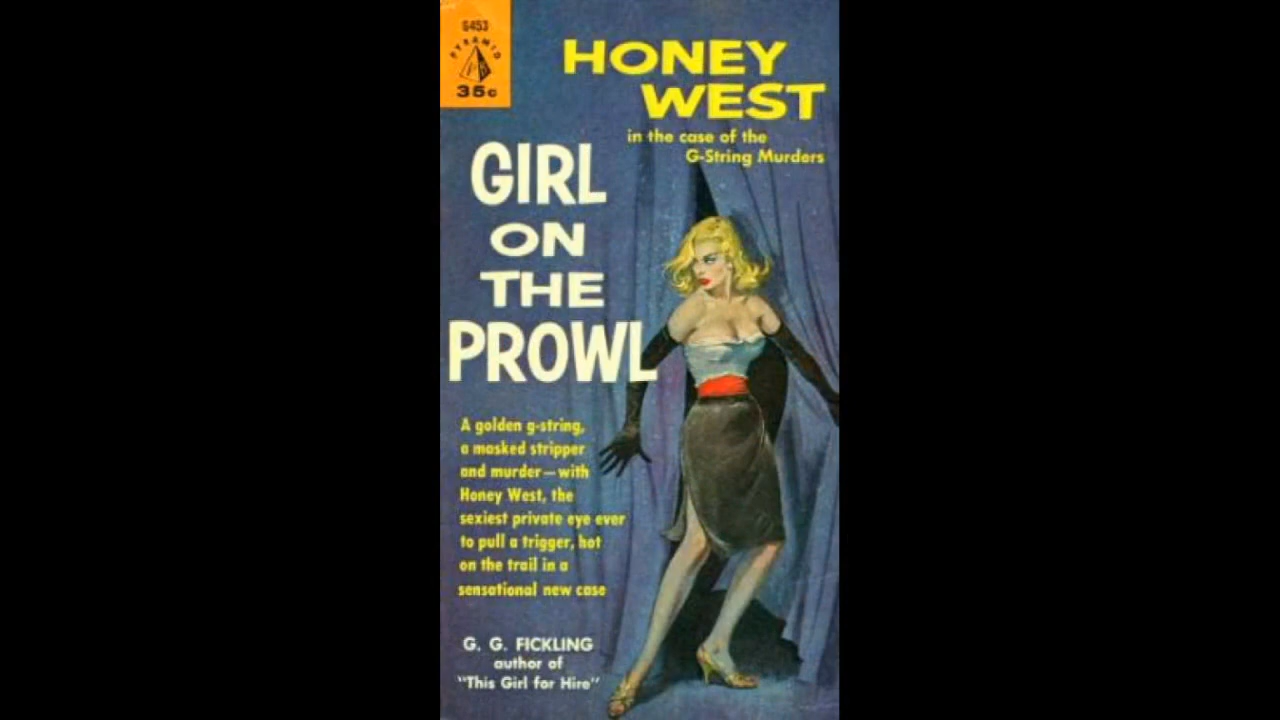 G453
PYRAMID
35¢
HONEY
WEST
in the case of the
G-String Murders
GIRL
ON
THE
PROWL
A golden g-string,
a masked stripper
and murder—with
Honey West, the
sexiest private eye ever
to pull a trigger, hot
on the trail in a
sensational new case
G. G. FICKLING
author of
"This Girl for Hire"